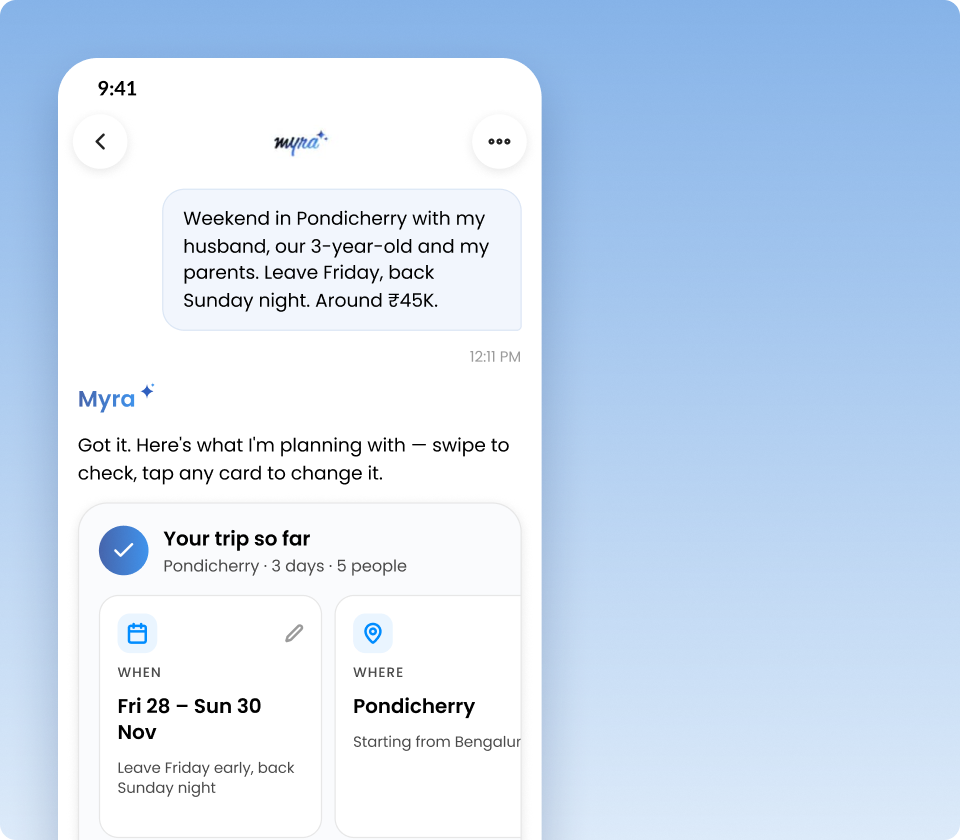 9:41
myra
Weekend in Pondicherry with my
husband, our 3-year-old and my
parents. Leave Friday, back
Sunday night. Around ₹45K.
12:11 PM
Myra
Got it. Here's what I'm planning with — swipe to
check, tap any card to change it.
Your trip so far
Pondicherry · 3 days · 5 people
WHEN
Fri 28 – Sun 30
Nov
Leave Friday early, back
Sunday night
WHERE
Pondicherry
Starting from Bengalur